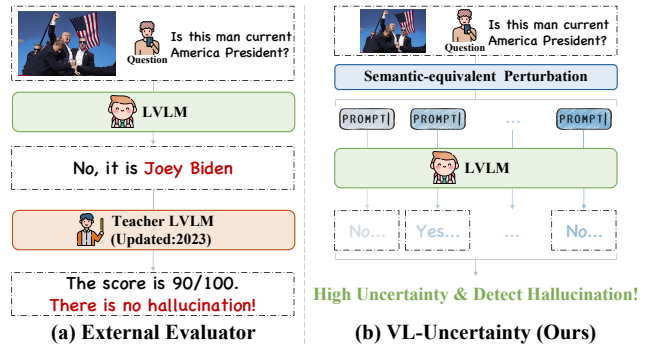 Is this man current
America President?
Question
LVLM
No, it is Joey Biden
Teacher LVLM
(Updated:2023)
The score is 90/100.
There is no hallucination!
(a) External Evaluator
Is this man current
America President?
Question
Semantic-equivalent Perturbation
PROMPT PROMPT ... PROMPT
LVLM
No... Yes... ... No...
High Uncertainty & Detect Hallucination!
(b) VL-Uncertainty (Ours)